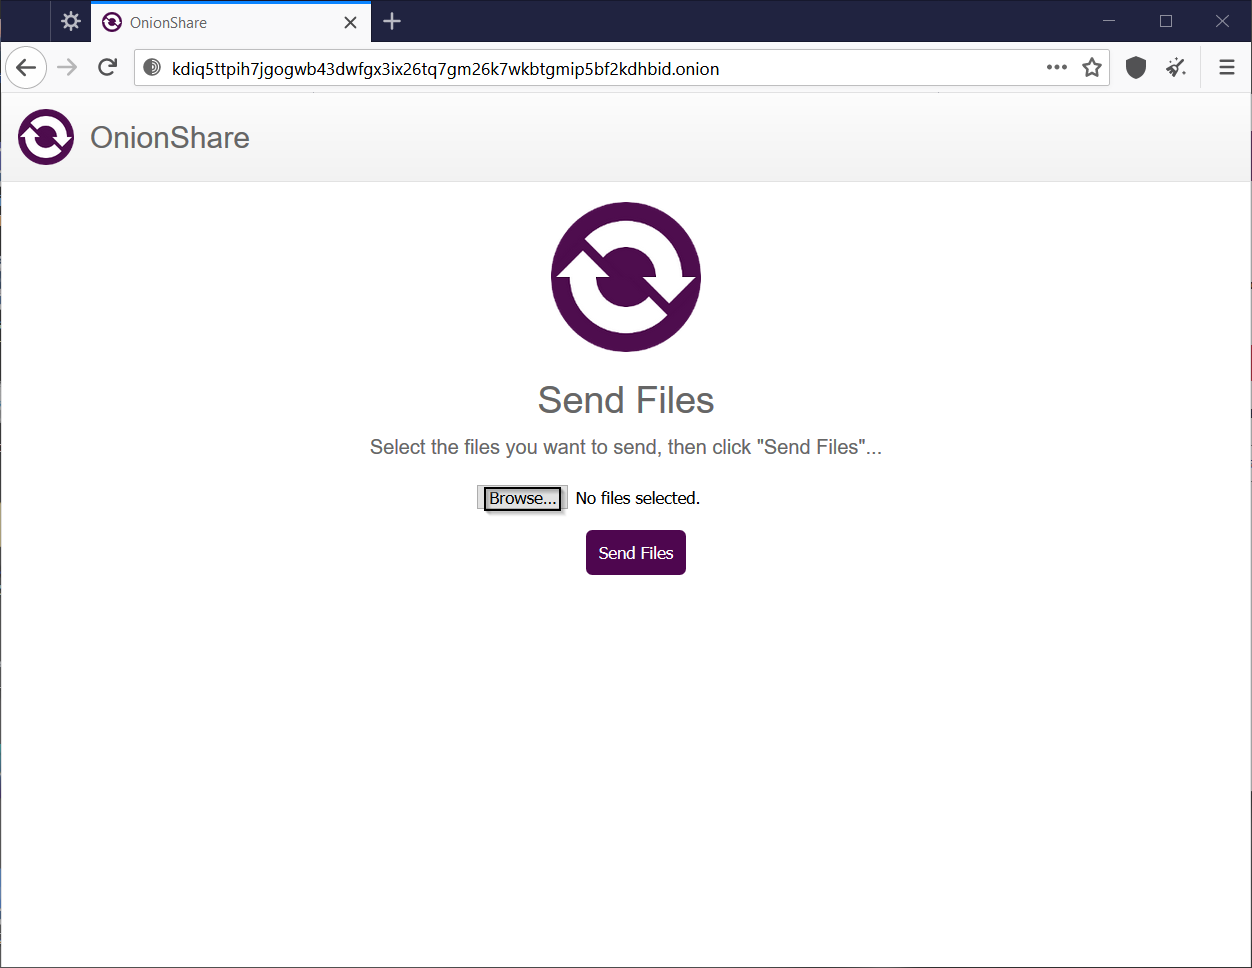 OnionShare
kdiq5ttpih7jgogwb43dwfgx3ix26tq7gm26k7wkbtgmip5bf2kdhbid.onion
OnionShare
Send Files
Select the files you want to send, then click "Send Files"...
Browse... No files selected.
Send Files